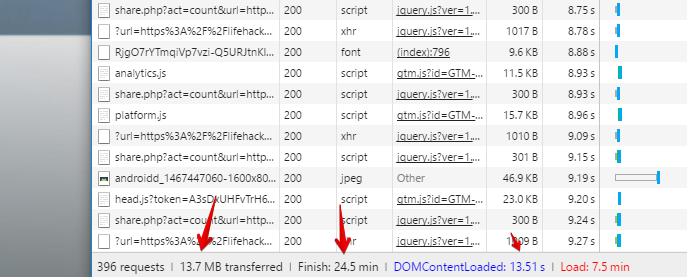 share.php?act=count&url=http... 200 script jquery.js?ver=1.... 300 B 8.75 s
?url=https%3A%2F%2Flifehack... 200 xhr jquery.js?ver=1.... 1017 B 8.78 s
RjgO7rYTmqiVp7vzi-Q5URJtnKl... 200 font (index):796 9.6 KB 8.88 s
analytics.js 200 script gtm.js?id=GTM-... 11.5 KB 8.93 s
share.php?act=count&url=http... 200 script jquery.js?ver=1.... 300 B 8.93 s
platform.js 200 script gtm.js?id=GTM-... 15.7 KB 8.96 s
?url=https%3A%2F%2Flifehack... 200 xhr jquery.js?ver=1.... 1010 B 9.09 s
share.php?act=count&url=http... 200 script jquery.js?ver=1.... 301 B 9.15 s
androidd_1467447060-1600x80... 200 jpeg Other 46.9 KB 9.19 s
head.js?token=A3sDxUHFvTrH6... 200 script gtm.js?id=GTM-... 23.0 KB 9.20 s
share.php?act=count&url=http... 200 script jquery.js?ver=1.... 300 B 9.24 s
?url=https%3A%2F%2Flifehack... 200 jquery.js?ver=1.... 9.27 s
396 requests | 13.7 MB transferred | Finish: 24.5 min | DOMContentLoaded: 13.51 s | Load: 7.5 min